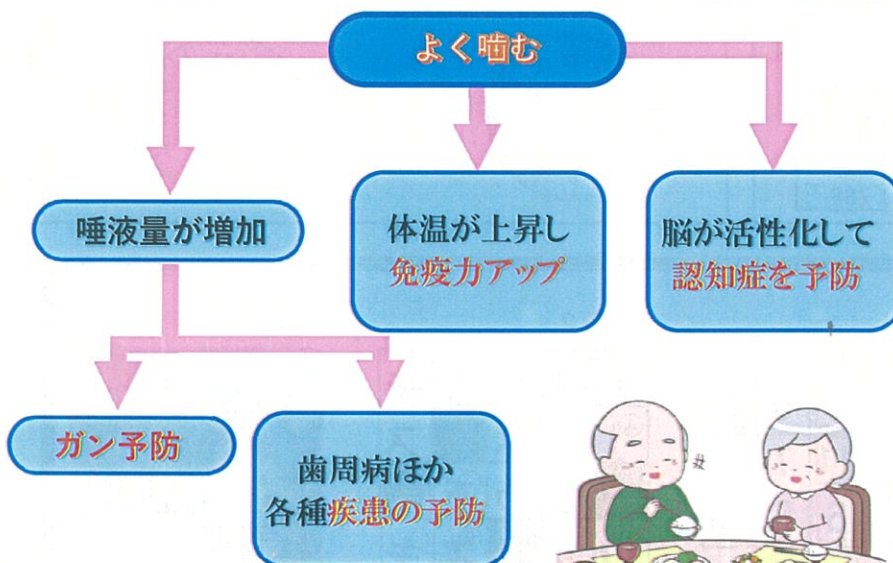 よく噛む
唾液量が増加
体温が上昇し
免疫力アップ
脳が活性化して
認知症を予防
ガン予防
歯周病ほか
各種疾患の予防